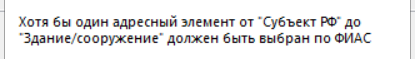 Хотя бы один адресный элемент от "Субъект РФ" до
"Здание/сооружение" должен быть выбран по ФИАС